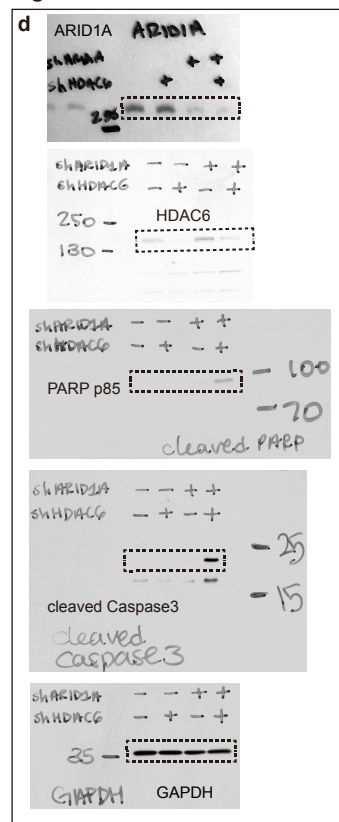 d
ARID1A ARID1A
shARID1A + +
shHDAC6 + +
250
shARID1A - - + +
shHDAC6 - + - +
250 - HDAC6
130 -
shARID1A - - + +
shHDAC6 - + - +
- 100
PARP p85
- 70
cleaved PARP
shARID1A - - + +
shHDAC6 - + - +
- 25
- 15
cleaved Caspase3
cleaved
caspase3
shARID1A - - + +
shHDAC6 - + - +
35 -
GAPDH GAPDH